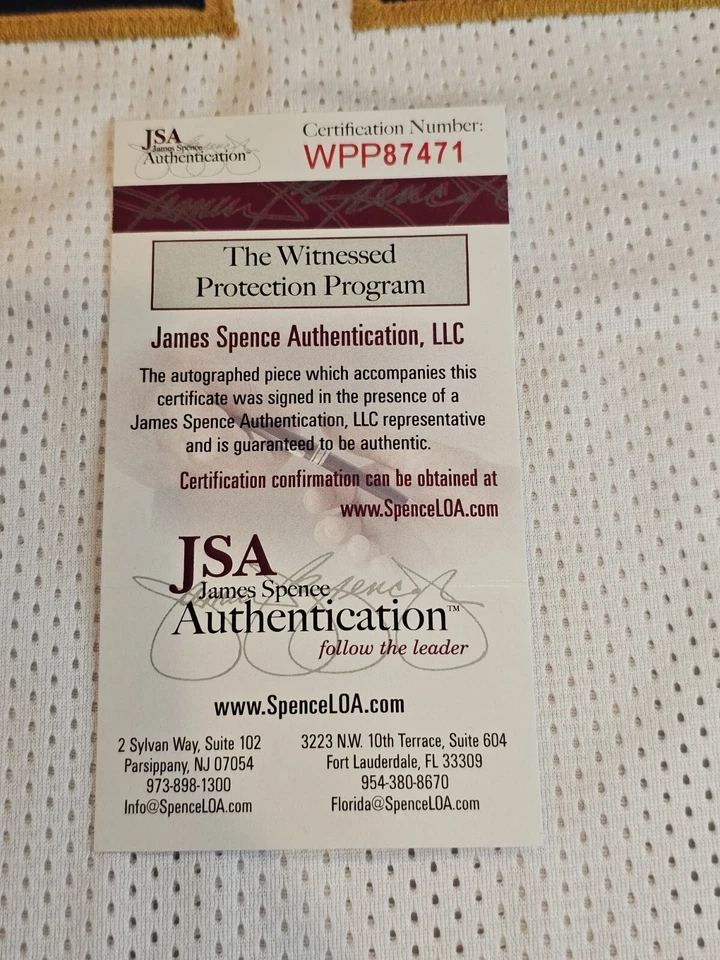 JSA
James Spence
Authentication™
Certification Number:
WPP87471
The Witnessed
Protection Program
James Spence Authentication, LLC
The autographed piece which accompanies this
certificate was signed in the presence of a
James Spence Authentication, LLC representative
and is guaranteed to be authentic.
Certification confirmation can be obtained at
www.SpenceLOA.com
JSA
James Spence
Authentication™
follow the leader
www.SpenceLOA.com
2 Sylvan Way, Suite 102
Parsippany, NJ 07054
973-898-1300
Info@SpenceLOA.com
3223 N.W. 10th Terrace, Suite 604
Fort Lauderdale, FL 33309
954-380-8670
Florida@SpenceLOA.com